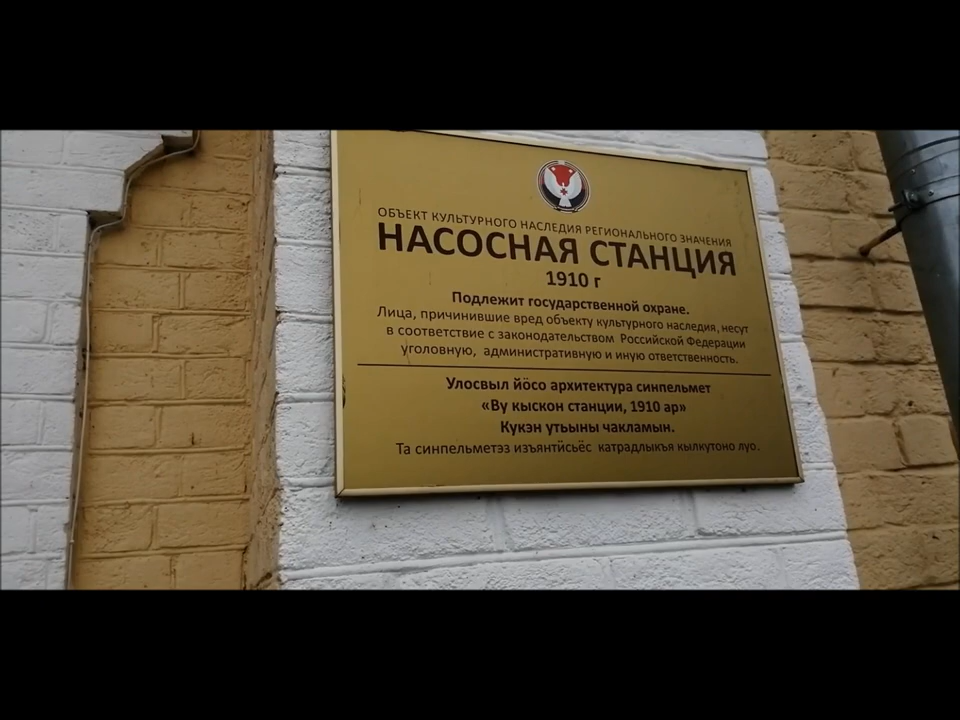 ОБЪЕКТ КУЛЬТУРНОГО НАСЛЕДИЯ РЕГИОНАЛЬНОГО ЗНАЧЕНИЯ
НАСОСНАЯ СТАНЦИЯ
1910 г
Подлежит государственной охране.
Лица, причинившие вред объекту культурного наследия, несут
в соответствие с законодательством Российской Федерации
уголовную, административную и иную ответственность.
Улосвыл йӧсо архитектура синпельмет
«Ву кыскон станции, 1910 ар»
Кукэн утьыны чакламын.
Та синпельметэз изъянтӥсьёс катрадлыкъя кылкутоно луо.